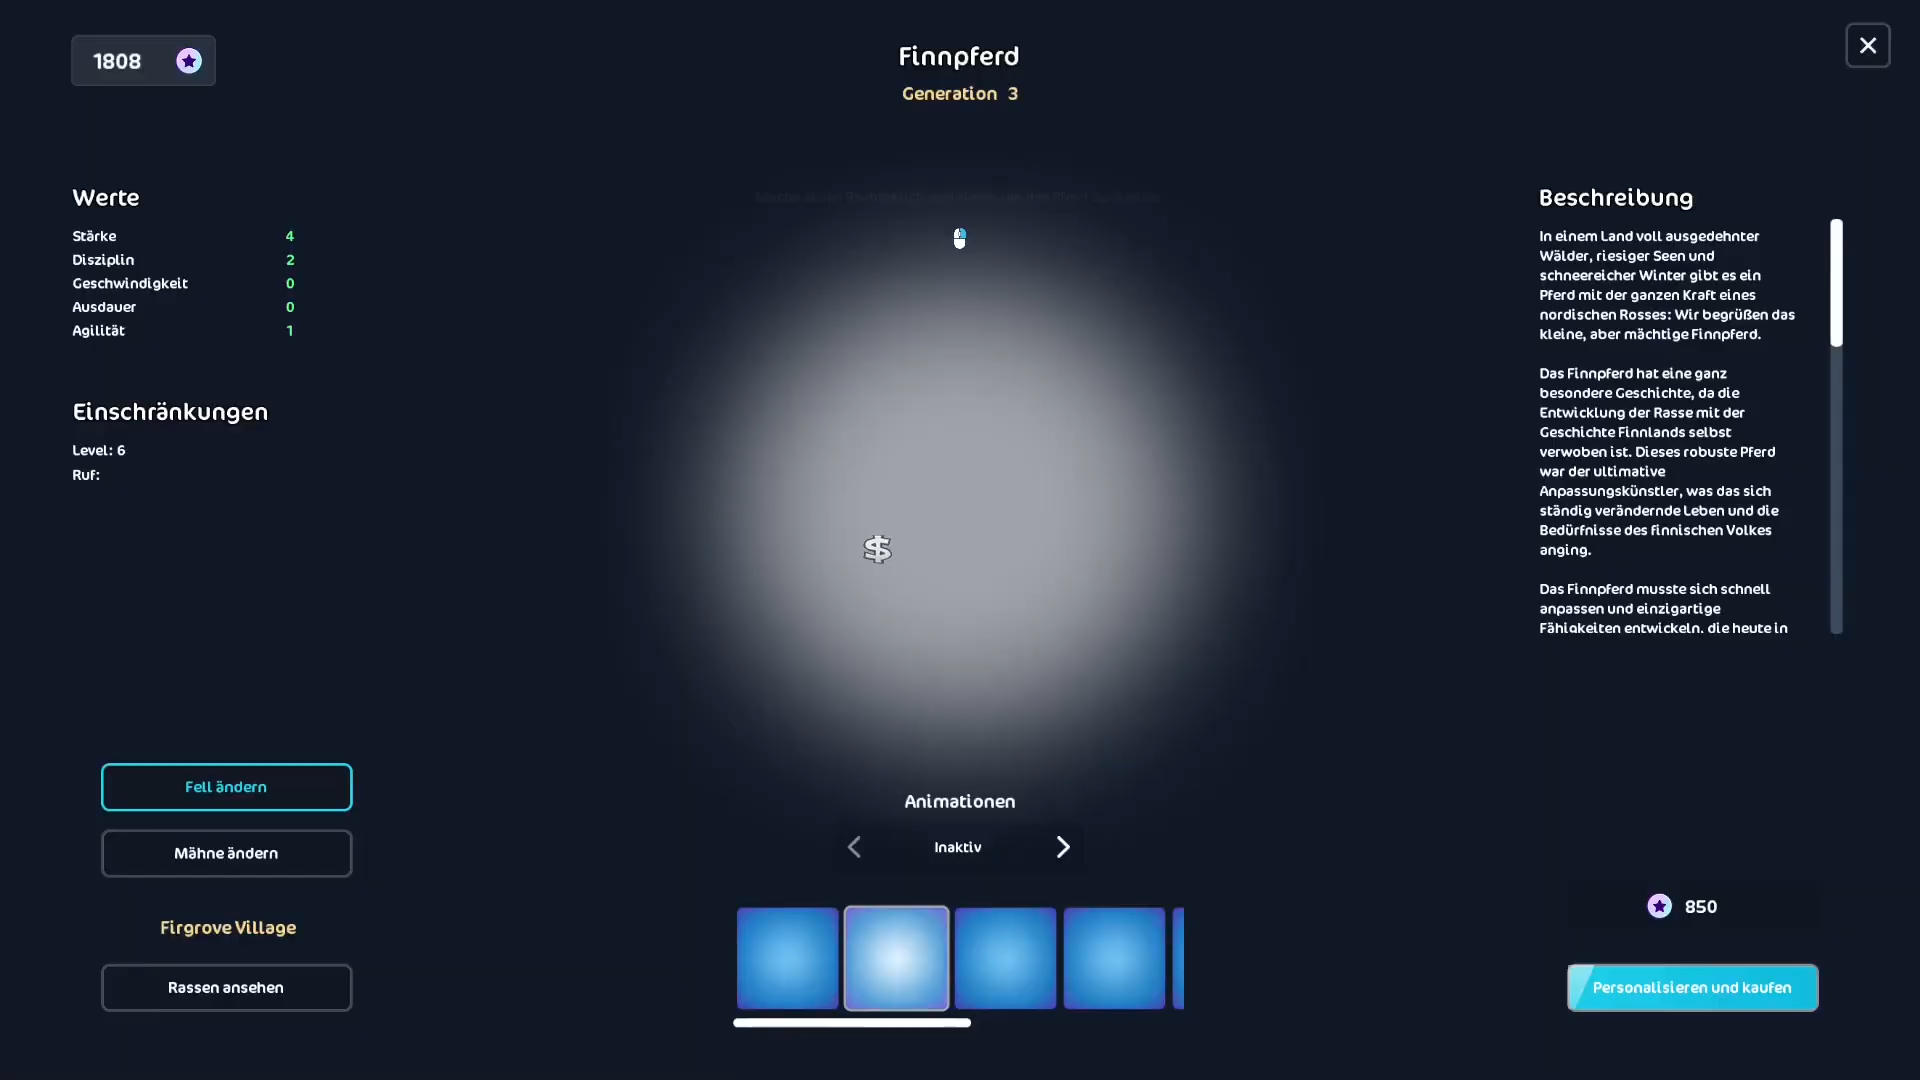 1808
Finnpferd
Generation 3
Werte
Stärke 4
Disziplin 2
Geschwindigkeit 0
Ausdauer 0
Agilität 1
Einschränkungen
Level: 6
Ruf:
$
Beschreibung
In einem Land voll ausgedehnter
Wälder, riesiger Seen und
schneereicher Winter gibt es ein
Pferd mit der ganzen Kraft eines
nordischen Rosses: Wir begrüßen das
kleine, aber mächtige Finnpferd.
Das Finnpferd hat eine ganz
besondere Geschichte, da die
Entwicklung der Rasse mit der
Geschichte Finnlands selbst
verwoben ist. Dieses robuste Pferd
war der ultimative
Anpassungskünstler, was das sich
ständig verändernde Leben und die
Bedürfnisse des finnischen Volkes
anging.
Das Finnpferd musste sich schnell
anpassen und einzigartige
Fähigkeiten entwickeln, die heute in
Fell ändern
Mähne ändern
Firgrove Village
Rassen ansehen
Animationen
Inaktiv
850
Personalisieren und kaufen